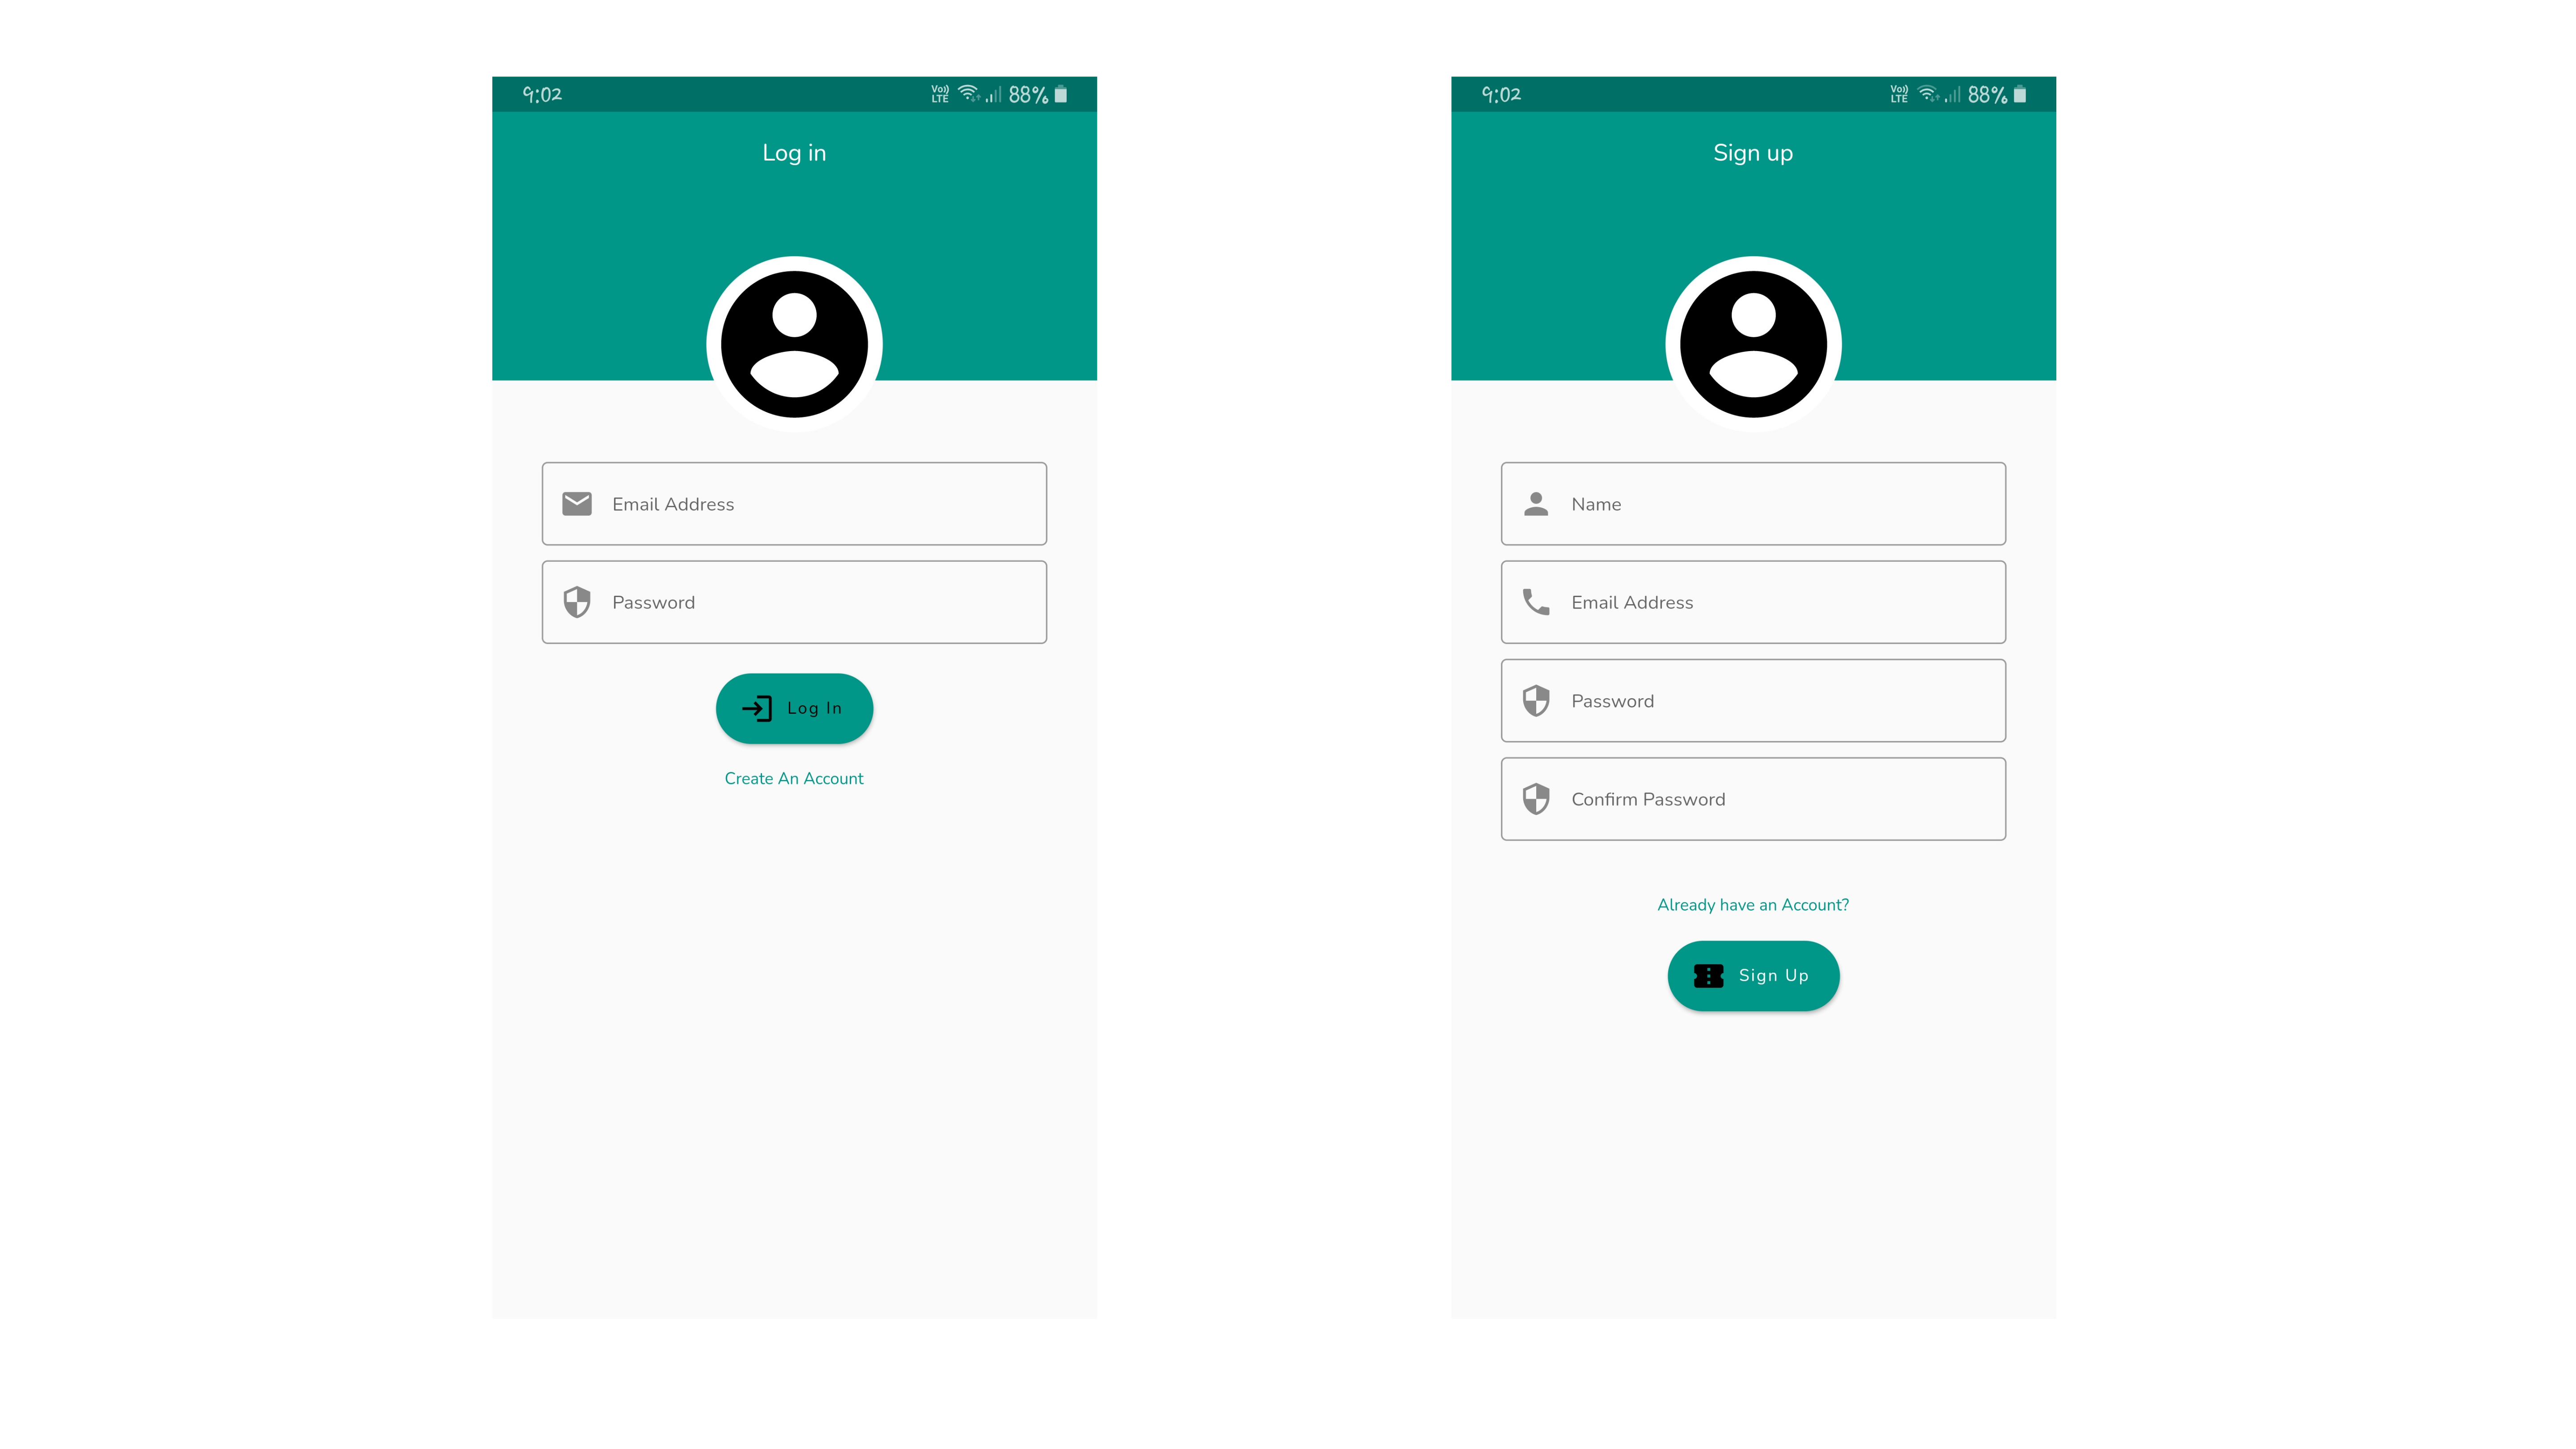 9:02 Vo)) LTE 88%
Log in
Email Address
Password
Log In
Create An Account
9:02 Vo)) LTE 88%
Sign up
Name
Email Address
Password
Confirm Password
Already have an Account?
Sign Up